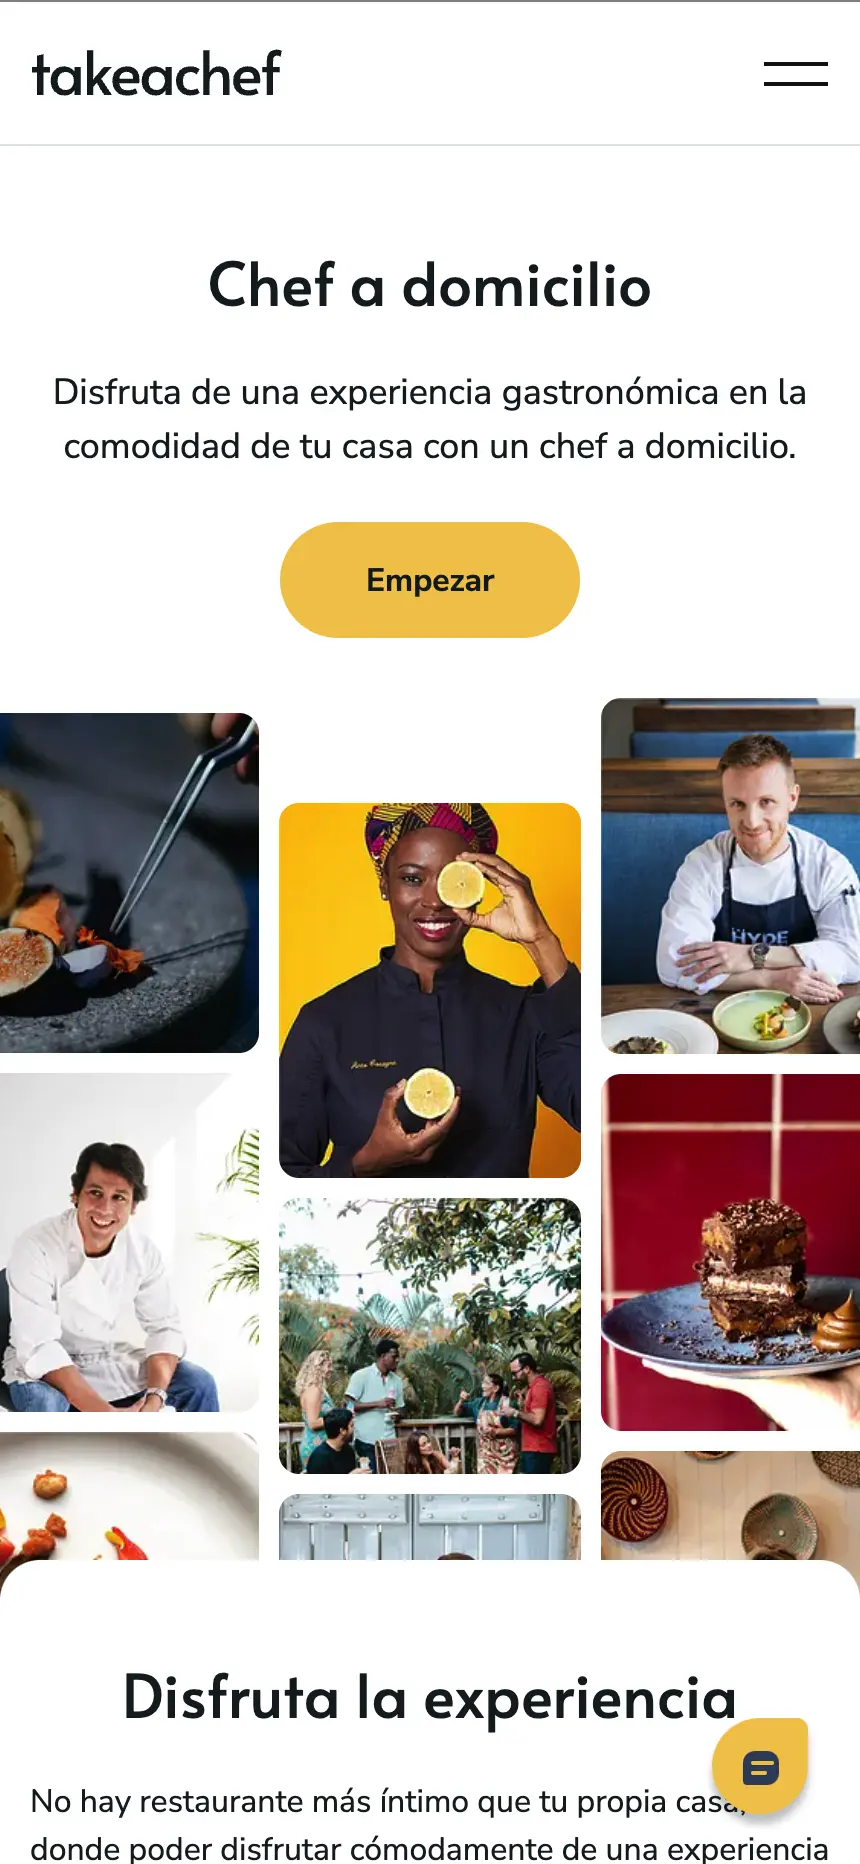 takeachef
Chef a domicilio
Disfruta de una experiencia gastronómica en la
comodidad de tu casa con un chef a domicilio.
Empezar
HYDE
Disfruta la experiencia
No hay restaurante más íntimo que tu propia casa,
donde poder disfrutar cómodamente de una experiencia